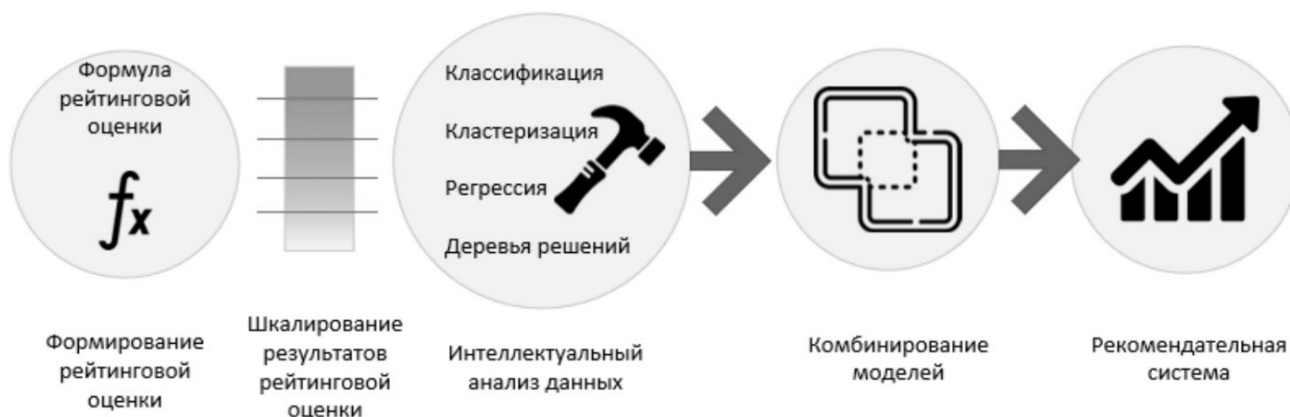 Формула
рейтинговой
оценки
fx
Классификация
Кластеризация
Регрессия
Деревья решений
Формирование
рейтинговой
оценки
Шкалирование
результатов
рейтинговой
оценки
Интеллектуальный
анализ данных
Комбинирование
моделей
Рекомендательная
система